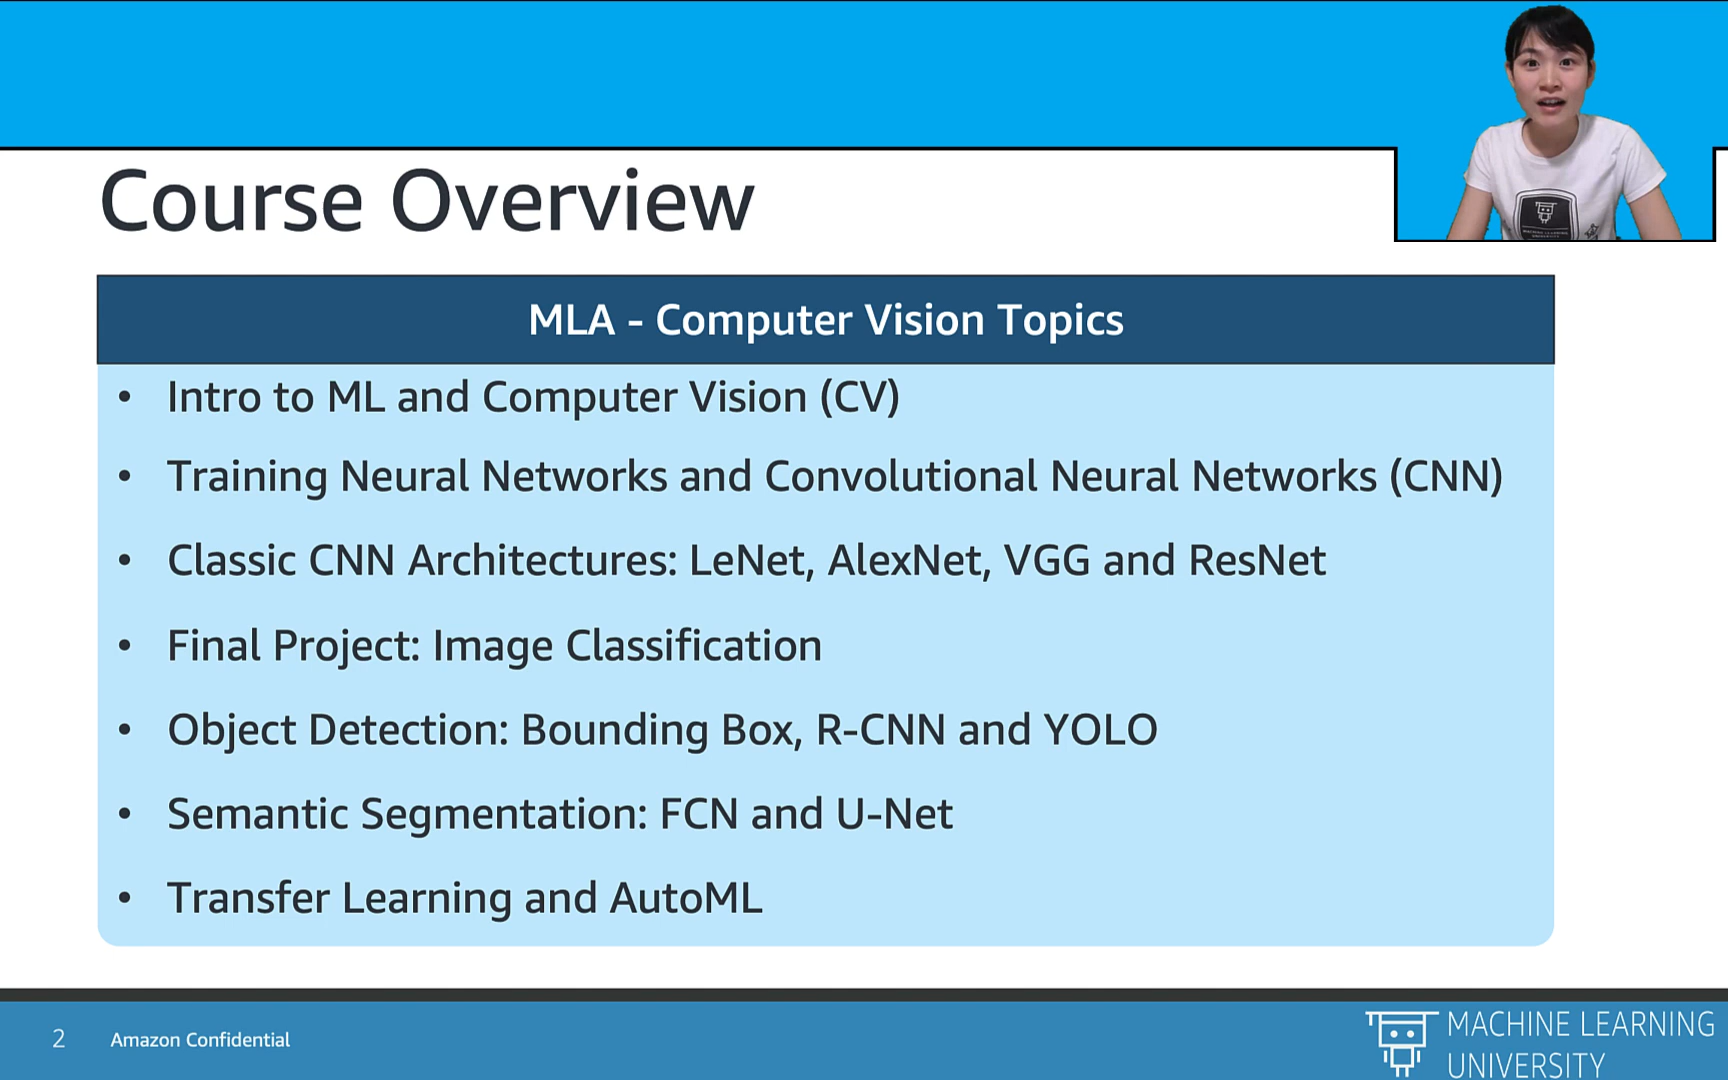 Course Overview
MLA - Computer Vision Topics
• Intro to ML and Computer Vision (CV)
• Training Neural Networks and Convolutional Neural Networks (CNN)
• Classic CNN Architectures: LeNet, AlexNet, VGG and ResNet
• Final Project: Image Classification
• Object Detection: Bounding Box, R-CNN and YOLO
• Semantic Segmentation: FCN and U-Net
• Transfer Learning and AutoML
2 Amazon Confidential
MACHINE LEARNING
UNIVERSITY